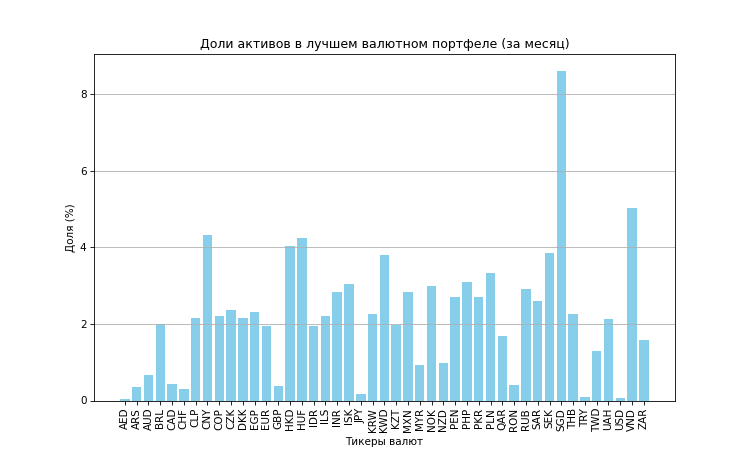 Доли активов в лучшем валютном портфеле (за месяц)
Доля (%)
8
6
4
2
0
AED ARS AUD BRL CAD CHF CLP CNY COP CZK DKK EGP EUR GBP HKD HUF IDR ILS INR ISK JPY KRW KWD KZT MXN MYR NOK NZD PEN PHP PKR PLN QAR RON RUB SAR SEK SGD THB TRY TWD UAH USD VND ZAR
Тикеры валют